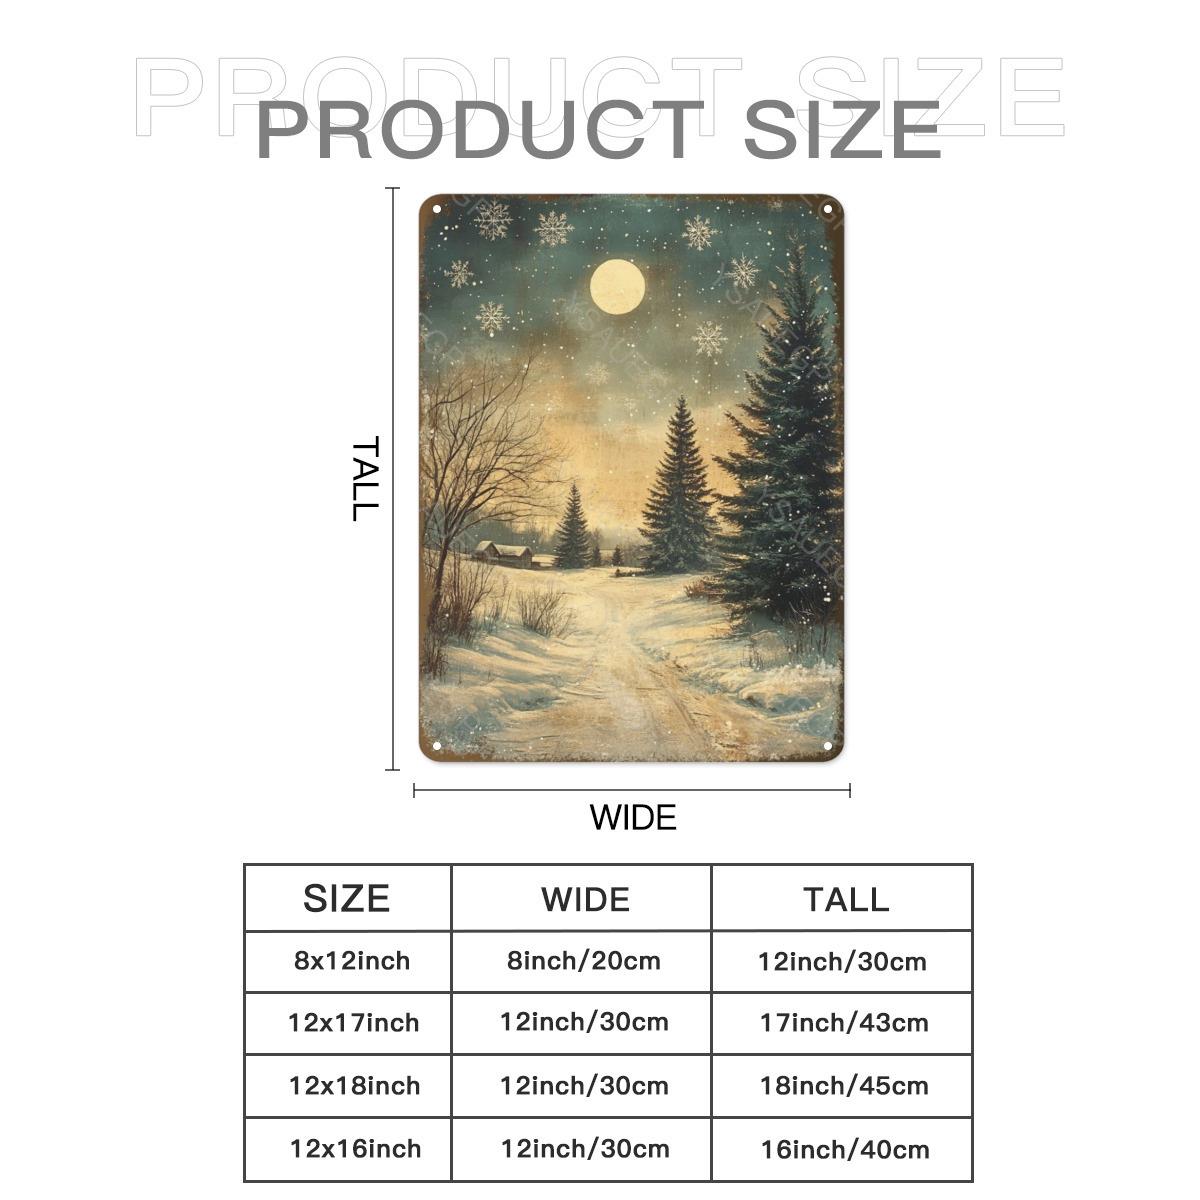 PRODUCT SIZE
PRODUCT SIZE
TALL
WIDE
SIZE WIDE TALL
8x12inch 8inch/20cm 12inch/30cm
12x17inch 12inch/30cm 17inch/43cm
12x18inch 12inch/30cm 18inch/45cm
12x16inch 12inch/30cm 16inch/40cm